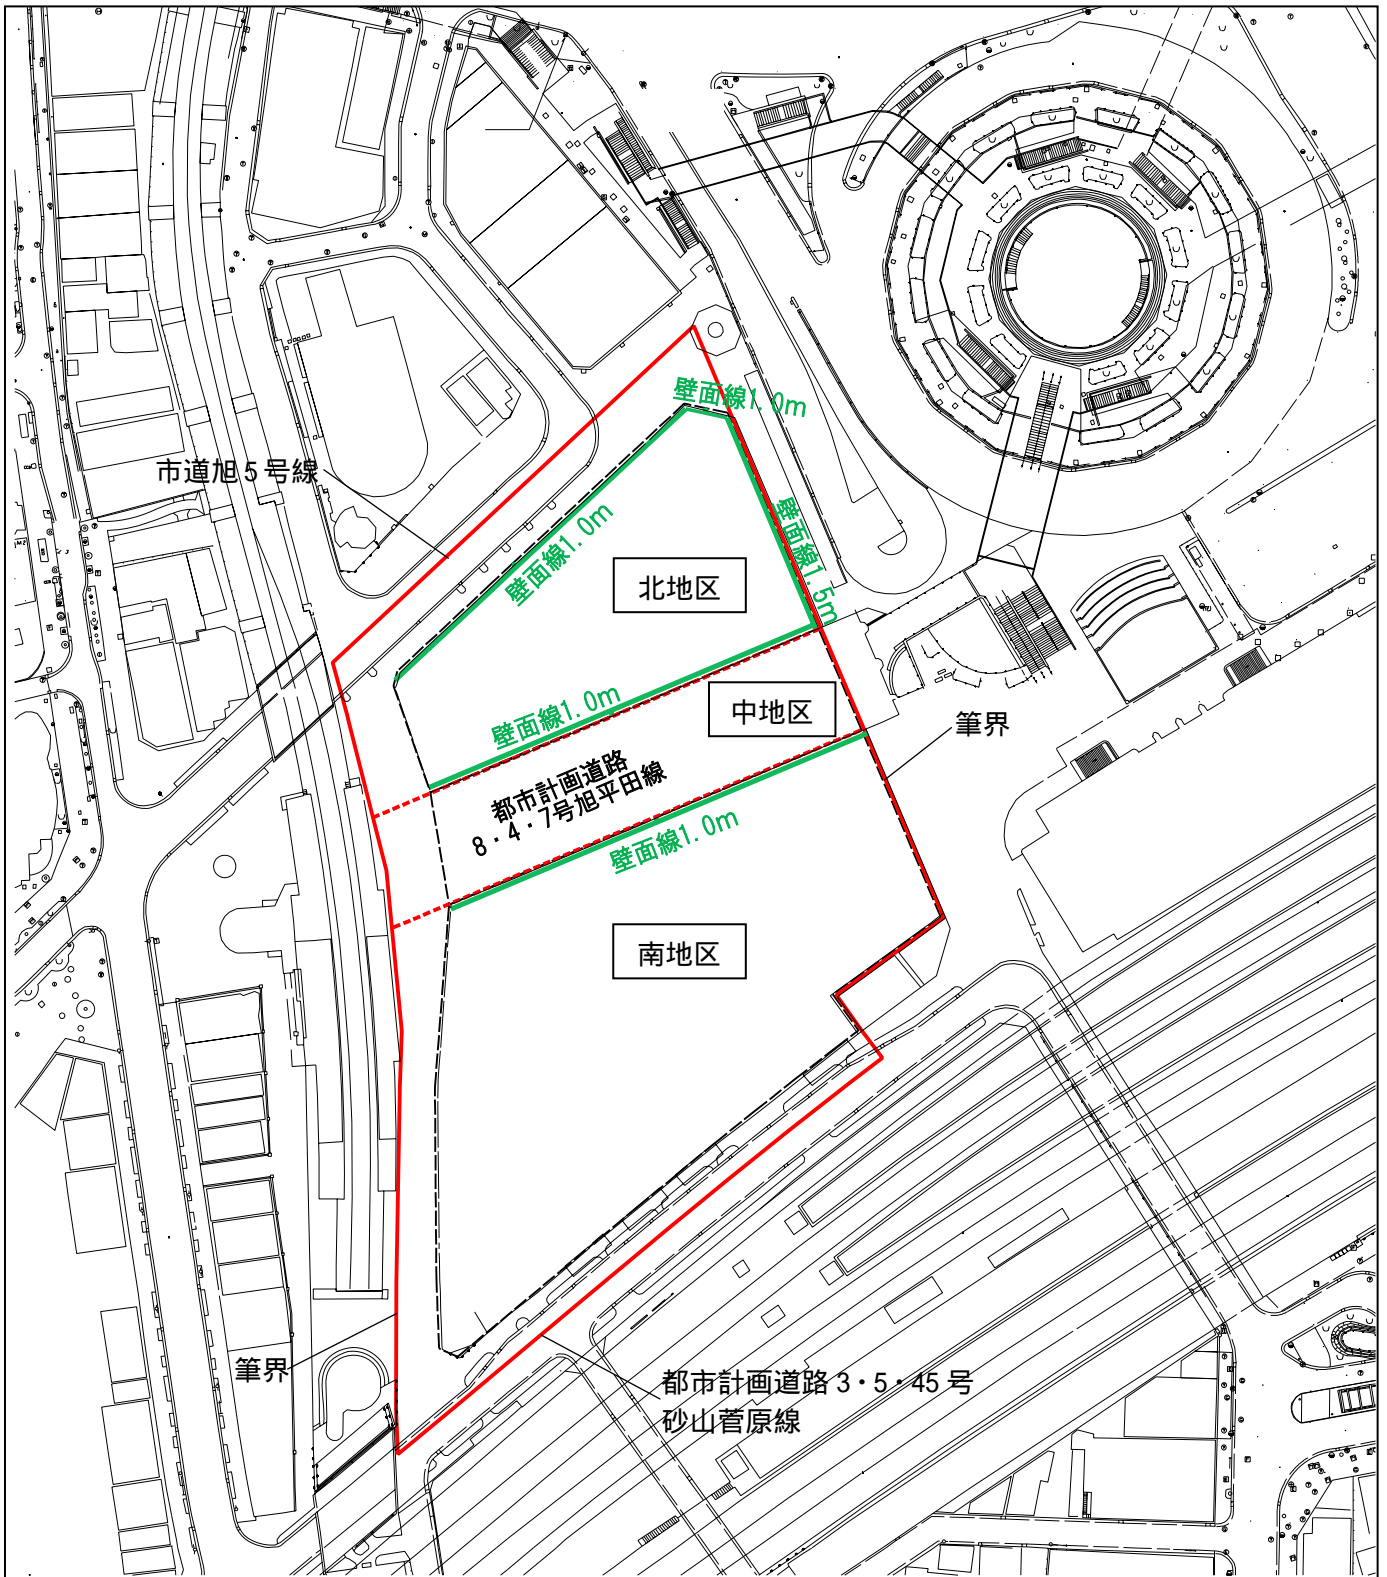 壁面線1.0m
市道旭5号線
壁面線1.0m
壁面線1.5m
北地区
壁面線1.0m
中地区
筆界
都市計画道路
8・4・7号旭平田線
壁面線1.0m
南地区
筆界
都市計画道路 3・5・45 号
砂山菅原線